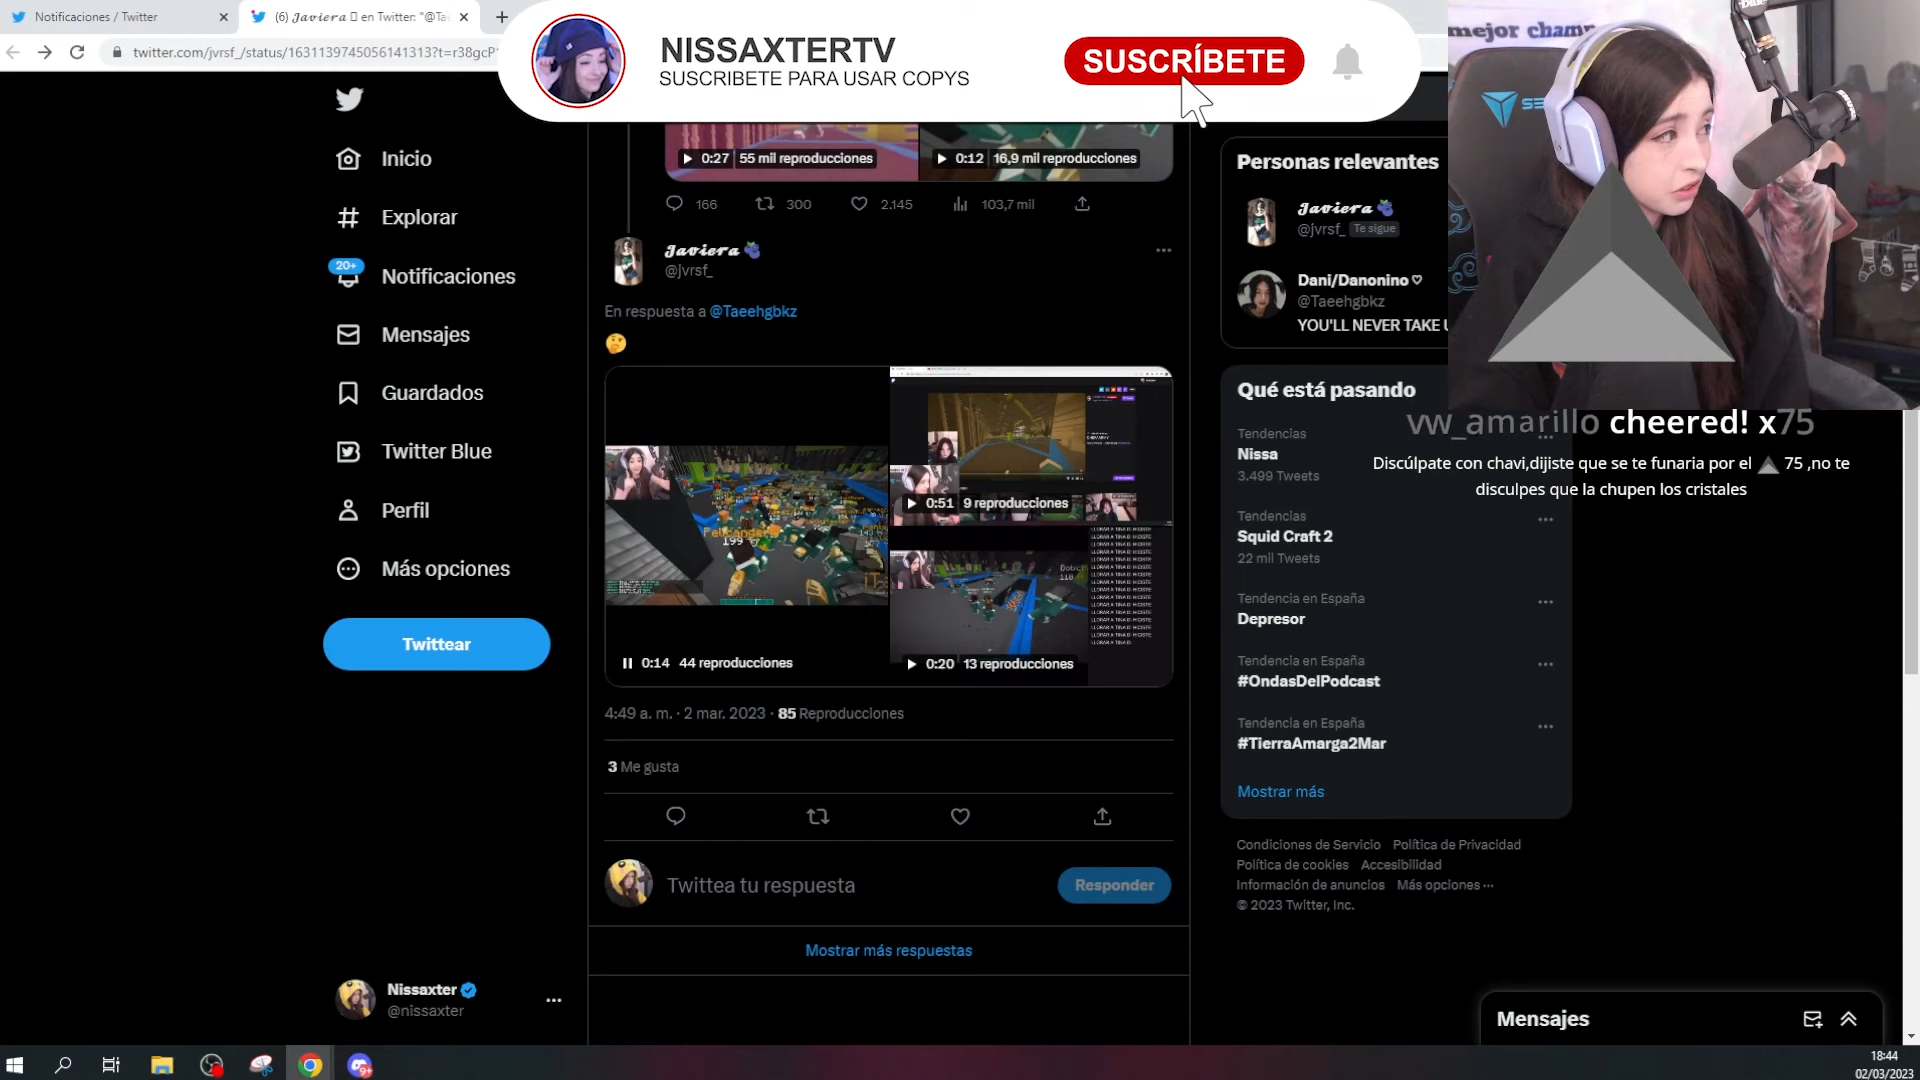 Notificaciones / Twitter
(6) 𝓙𝓪𝓿𝓲𝓮𝓻𝓪 en Twitter: "@Ta
twitter.com/jvrsf_/status/1631139745056141313?t=r38gcP
NISSAXTERTV
SUSCRIBETE PARA USAR COPYS
SUSCRÍBETE
mejor champ
Inicio
Explorar
20+
Notificaciones
Mensajes
Guardados
Twitter Blue
Perfil
Más opciones
Twittear
Nissaxter
@nissaxter
0:27 55 mil reproducciones
0:12 16,9 mil reproducciones
166 300 2.145 103,7 mil
𝓙𝓪𝓿𝓲𝓮𝓻𝓪 🫐
@jvrsf_
En respuesta a @Taeehgbkz
🤔
199
0:51 9 reproducciones
0:14 44 reproducciones
0:20 13 reproducciones
4:49 a. m. · 2 mar. 2023 · 85 Reproducciones
3 Me gusta
Twittea tu respuesta
Responder
Mostrar más respuestas
Personas relevantes
𝓙𝓪𝓿𝓲𝓮𝓻𝓪 🫐
@jvrsf_ Te sigue
Dani/Danonino ♡
@Taeehgbkz
YOU'LL NEVER TAKE
Qué está pasando
vw_amarillo cheered! x75
Discúlpate con chavi,dijiste que se te funaria por el 75 ,no te
disculpes que la chupen los cristales
Tendencias
Nissa
3.499 Tweets
Tendencias
Squid Craft 2
22 mil Tweets
Tendencia en España
Depresor
Tendencia en España
#OndasDelPodcast
Tendencia en España
#TierraAmarga2Mar
Mostrar más
Condiciones de Servicio Política de Privacidad
Política de cookies Accesibilidad
Información de anuncios Más opciones ···
© 2023 Twitter, Inc.
Mensajes
9+
18:44
02/03/2023